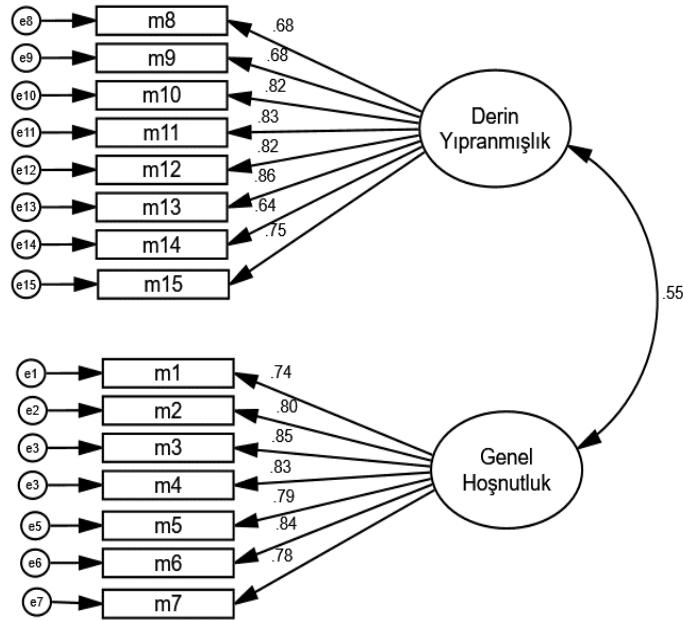 e8 m8 .68
e9 m9 .68
e10 m10 .82
e11 m11 .83
e12 m12 .82
e13 m13 .86
e14 m14 .64
e15 m15 .75
Derin
Yıpranmışlık
.55
e1 m1 .74
e2 m2 .80
e3 m3 .85
e3 m4 .83
e5 m5 .79
e6 m6 .84
e7 m7 .78
Genel
Hoşnutluk